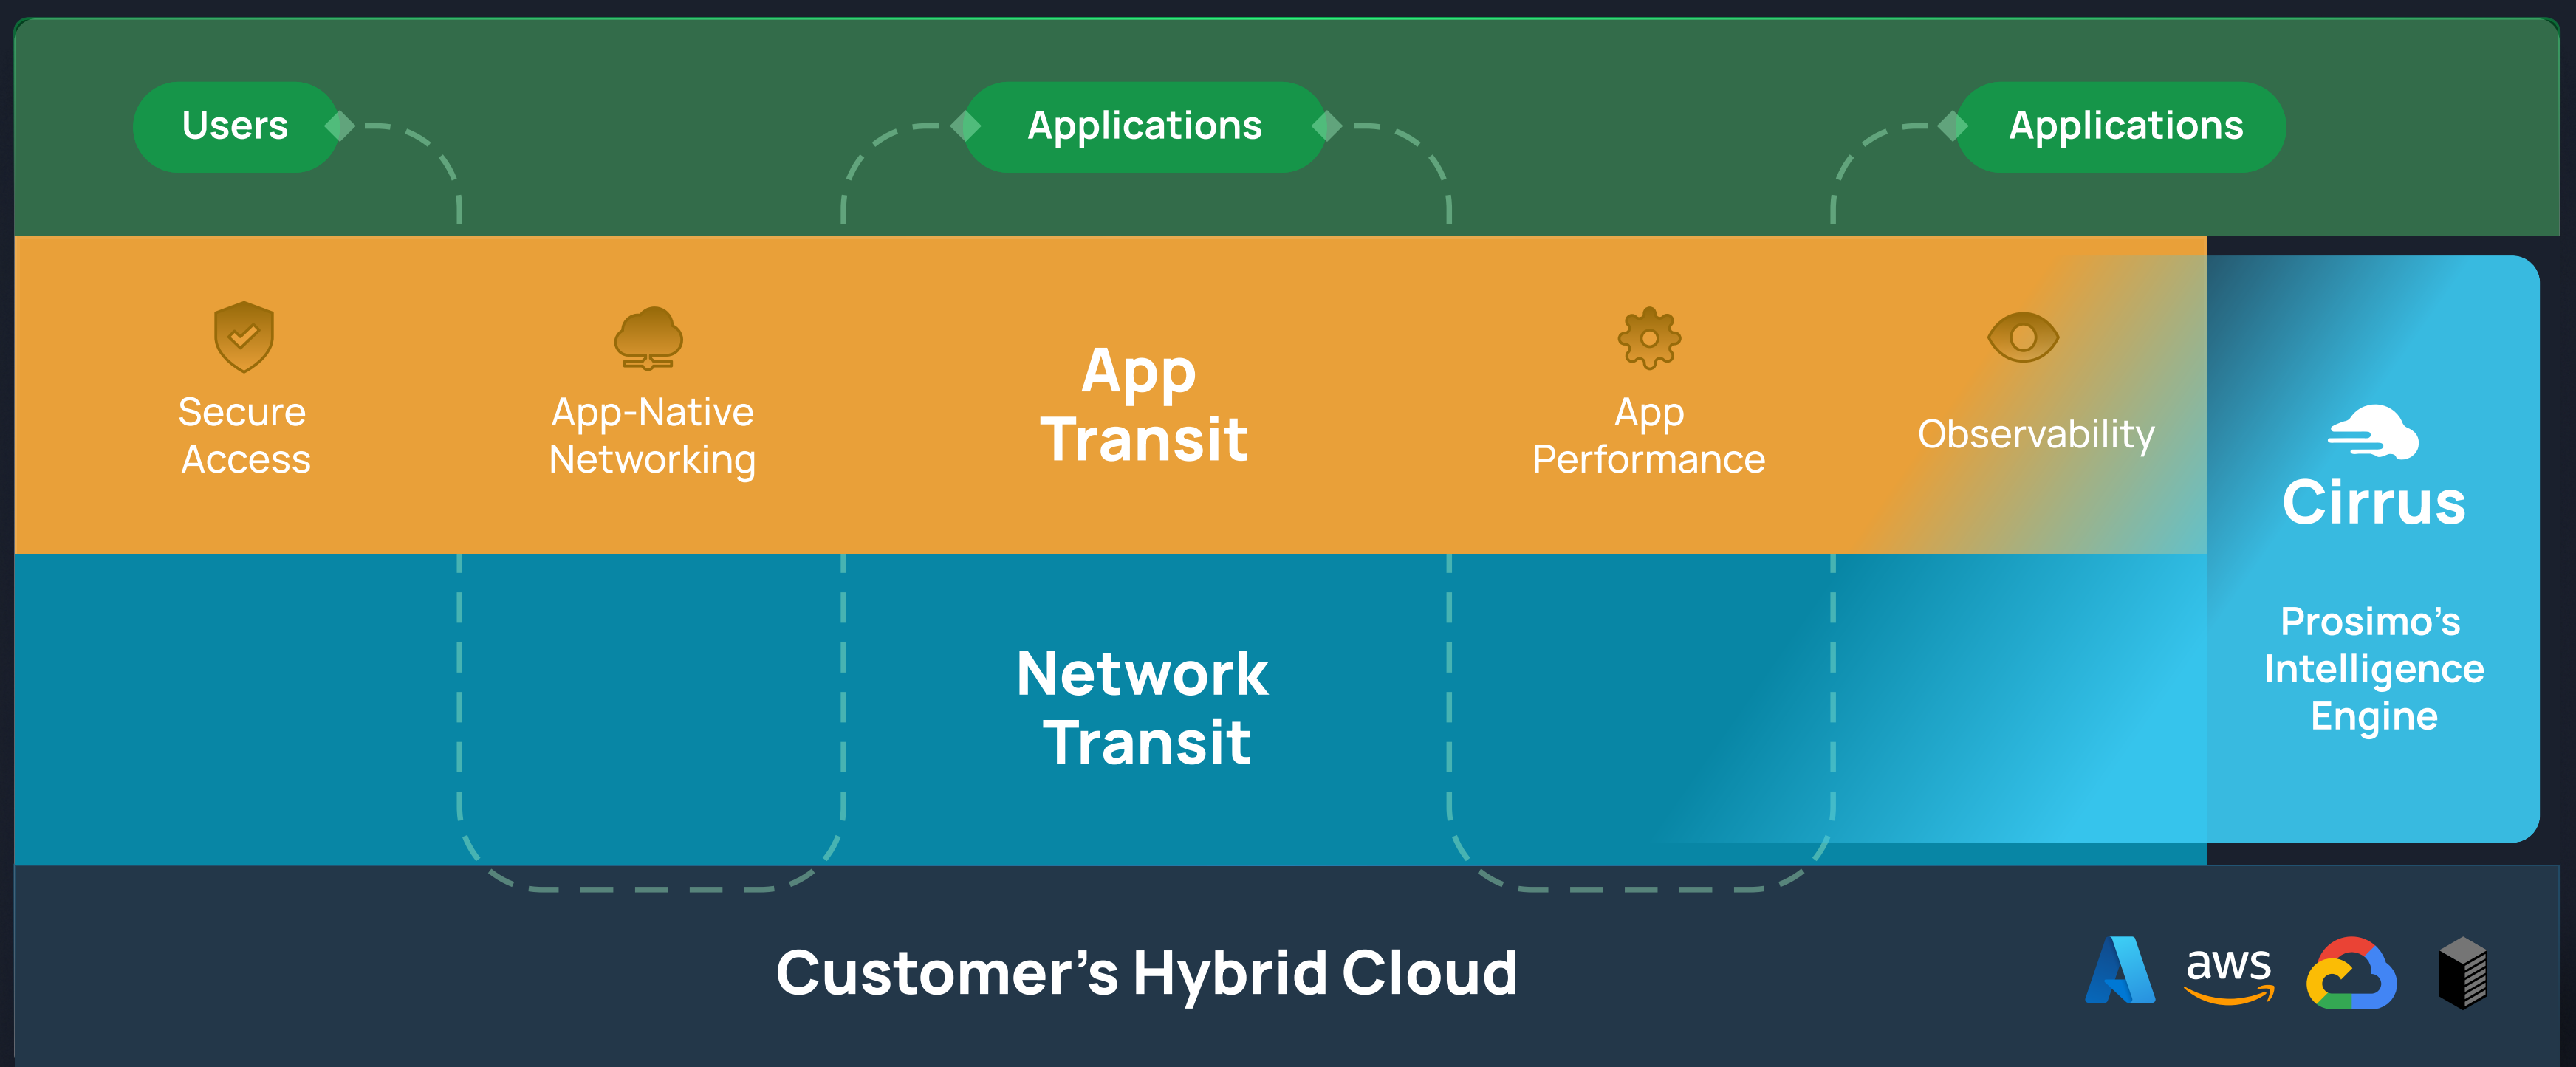 Users
Applications
Applications
Secure
Access
App-Native
Networking
App
Transit
App
Performance
Observability
Cirrus
Prosimo’s
Intelligence
Engine
Network
Transit
Customer’s Hybrid Cloud
aws